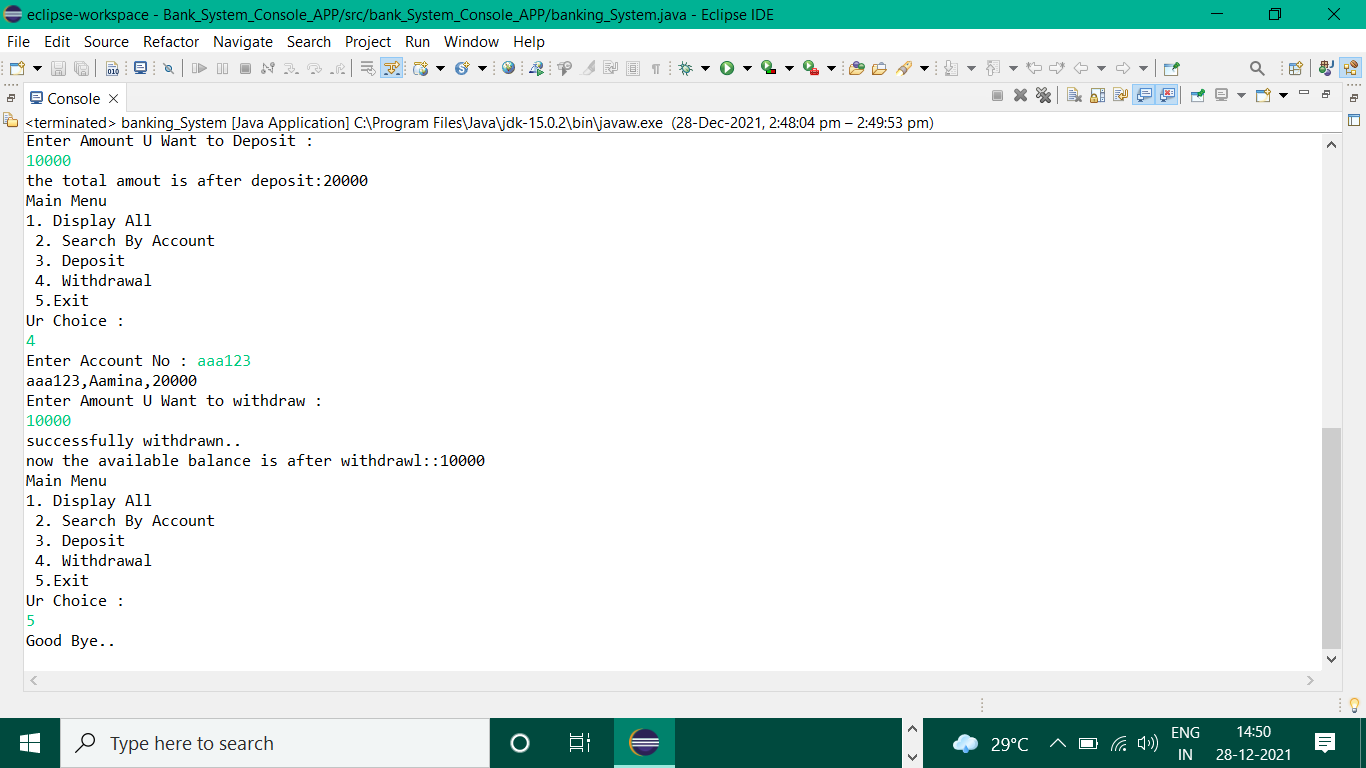 eclipse-workspace - Bank_System_Console_APP/src/bank_System_Console_APP/banking_System.java - Eclipse IDE
File Edit Source Refactor Navigate Search Project Run Window Help
010
Console
<terminated> banking_System [Java Application] C:\Program Files\Java\jdk-15.0.2\bin\javaw.exe (28-Dec-2021, 2:48:04 pm – 2:49:53 pm)
Enter Amount U Want to Deposit :
10000
the total amout is after deposit:20000
Main Menu
1. Display All
 2. Search By Account
 3. Deposit
 4. Withdrawal
 5.Exit
Ur Choice :
4
Enter Account No : aaa123
aaa123,Aamina,20000
Enter Amount U Want to withdraw :
10000
successfully withdrawn..
now the available balance is after withdrawl::10000
Main Menu
1. Display All
 2. Search By Account
 3. Deposit
 4. Withdrawal
 5.Exit
Ur Choice :
5
Good Bye..
Type here to search
29°C
ENG
IN
14:50
28-12-2021